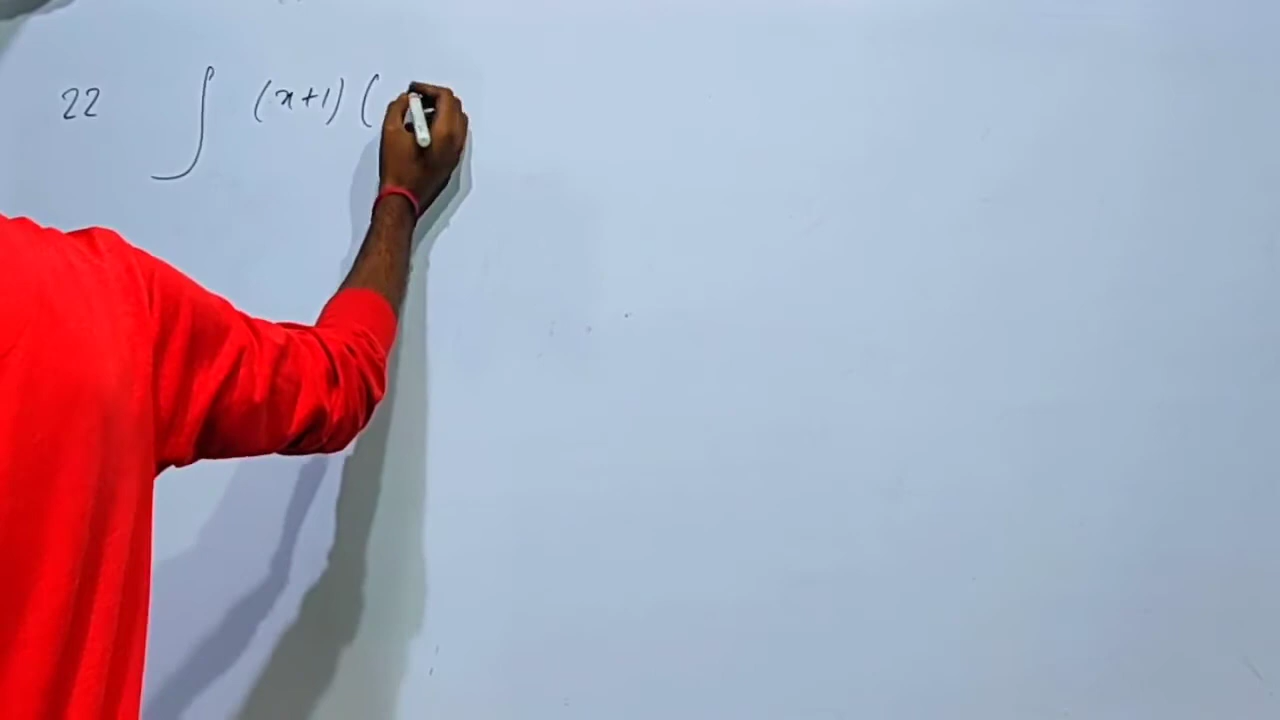 22 ∫ (x+1) (